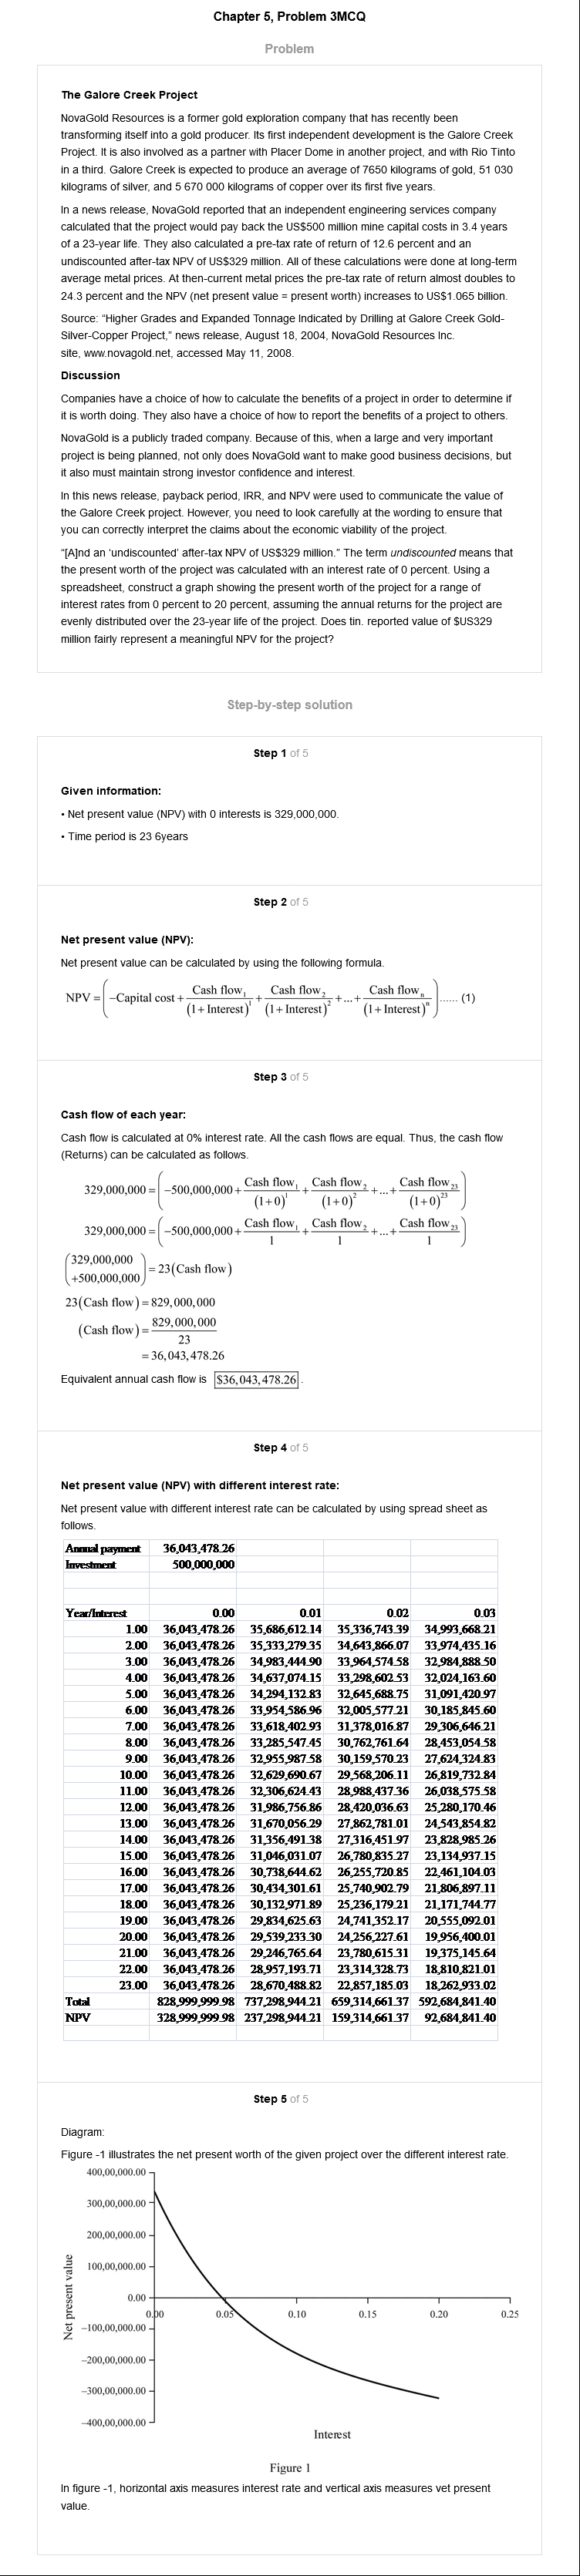 Chapter 5, Problem 3MCQ
Problem
The Galore Creek Project
NovaGold Resources is a former gold exploration company that has recently been
transforming itself into a gold producer. Its first independent development is the Galore Creek
Project. It is also involved as a partner with Placer Dome in another project, and with Rio Tinto
in a third. Galore Creek is expected to produce an average of 7650 kilograms of gold, 51 030
kilograms of silver, and 5 670 000 kilograms of copper over its first five years.
In a news release, NovaGold reported that an independent engineering services company
calculated that the project would pay back the US$500 million mine capital costs in 3.4 years
of a 23-year life. They also calculated a pre-tax rate of return of 12.6 percent and an
undiscounted after-tax NPV of US$329 million. All of these calculations were done at long-term
average metal prices. At then-current metal prices the pre-tax rate of return almost doubles to
24.3 percent and the NPV (net present value = present worth) increases to US$1.065 billion.
Source: “Higher Grades and Expanded Tonnage Indicated by Drilling at Galore Creek Gold-
Silver-Copper Project,” news release, August 18, 2004, NovaGold Resources Inc.
site, www.novagold.net, accessed May 11, 2008.
Discussion
Companies have a choice of how to calculate the benefits of a project in order to determine if
it is worth doing. They also have a choice of how to report the benefits of a project to others.
NovaGold is a publicly traded company. Because of this, when a large and very important
project is being planned, not only does NovaGold want to make good business decisions, but
it also must maintain strong investor confidence and interest.
In this news release, payback period, IRR, and NPV were used to communicate the value of
the Galore Creek project. However, you need to look carefully at the wording to ensure that
you can correctly interpret the claims about the economic viability of the project.
“[A]nd an ‘undiscounted’ after-tax NPV of US$329 million.” The term undiscounted means that
the present worth of the project was calculated with an interest rate of 0 percent. Using a
spreadsheet, construct a graph showing the present worth of the project for a range of
interest rates from 0 percent to 20 percent, assuming the annual returns for the project are
evenly distributed over the 23-year life of the project. Does tin. reported value of $US329
million fairly represent a meaningful NPV for the project?
Step-by-step solution
Step 1 of 5
Given information:
• Net present value (NPV) with 0 interests is 329,000,000.
• Time period is 23 6years
Step 2 of 5
Net present value (NPV):
Net present value can be calculated by using the following formula.
NPV = (−Capital cost + Cash flow₁/(1+Interest)¹ + Cash flow₂/(1+Interest)² + ... + Cash flowₙ/(1+Interest)ⁿ) ...... (1)
Step 3 of 5
Cash flow of each year:
Cash flow is calculated at 0% interest rate. All the cash flows are equal. Thus, the cash flow
(Returns) can be calculated as follows.
329,000,000 = (−500,000,000 + Cash flow₁/(1+0)¹ + Cash flow₂/(1+0)² + ... + Cash flow₂₃/(1+0)²³)
329,000,000 = (−500,000,000 + Cash flow₁/1 + Cash flow₂/1 + ... + Cash flow₂₃/1)
(329,000,000 +500,000,000) = 23(Cash flow)
23(Cash flow) = 829,000,000
(Cash flow) = 829,000,000/23
= 36,043,478.26
Equivalent annual cash flow is $36,043,478.26.
Step 4 of 5
Net present value (NPV) with different interest rate:
Net present value with different interest rate can be calculated by using spread sheet as
follows.
Annual payment 36,043,478.26
Investment 500,000,000
Year/Interest 0.00 0.01 0.02 0.03
1.00 36,043,478.26 35,686,612.14 35,336,743.39 34,993,668.21
2.00 36,043,478.26 35,333,279.35 34,643,866.07 33,974,435.16
3.00 36,043,478.26 34,983,444.90 33,964,574.58 32,984,888.50
4.00 36,043,478.26 34,637,074.15 33,298,602.53 32,024,163.60
5.00 36,043,478.26 34,294,132.83 32,645,688.75 31,091,420.97
6.00 36,043,478.26 33,954,586.96 32,005,577.21 30,185,845.60
7.00 36,043,478.26 33,618,402.93 31,378,016.87 29,306,646.21
8.00 36,043,478.26 33,285,547.45 30,762,761.64 28,453,054.58
9.00 36,043,478.26 32,955,987.58 30,159,570.23 27,624,324.83
10.00 36,043,478.26 32,629,690.67 29,568,206.11 26,819,732.84
11.00 36,043,478.26 32,306,624.43 28,988,437.36 26,038,575.58
12.00 36,043,478.26 31,986,756.86 28,420,036.63 25,280,170.46
13.00 36,043,478.26 31,670,056.29 27,862,781.01 24,543,854.82
14.00 36,043,478.26 31,356,491.38 27,316,451.97 23,828,985.26
15.00 36,043,478.26 31,046,031.07 26,780,835.27 23,134,937.15
16.00 36,043,478.26 30,738,644.62 26,255,720.85 22,461,104.03
17.00 36,043,478.26 30,434,301.61 25,740,902.79 21,806,897.11
18.00 36,043,478.26 30,132,971.89 25,236,179.21 21,171,744.77
19.00 36,043,478.26 29,834,625.63 24,741,352.17 20,555,092.01
20.00 36,043,478.26 29,539,233.30 24,256,227.61 19,956,400.01
21.00 36,043,478.26 29,246,765.64 23,780,615.31 19,375,145.64
22.00 36,043,478.26 28,957,193.71 23,314,328.73 18,810,821.01
23.00 36,043,478.26 28,670,488.82 22,857,185.03 18,262,933.02
Total 828,999,999.98 737,298,944.21 659,314,661.37 592,684,841.40
NPV 328,999,999.98 237,298,944.21 159,314,661.37 92,684,841.40
Step 5 of 5
Diagram:
Figure -1 illustrates the net present worth of the given project over the different interest rate.
400,00,000.00
300,00,000.00
200,00,000.00
100,00,000.00
0.00
−100,00,000.00
−200,00,000.00
−300,00,000.00
−400,00,000.00
Net present value
0.00 0.05 0.10 0.15 0.20 0.25
Interest
Figure 1
In figure -1, horizontal axis measures interest rate and vertical axis measures vet present
value.